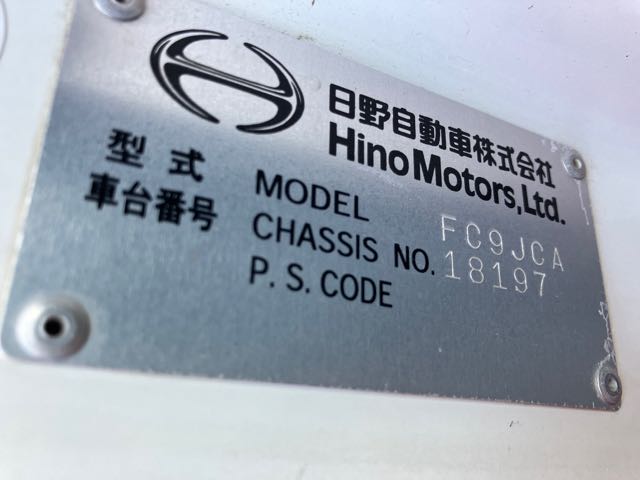 日野自動車株式会社
Hino Motors, Ltd.
型式 MODEL FC9JCA
車台番号 CHASSIS NO. 18197
P. S. CODE